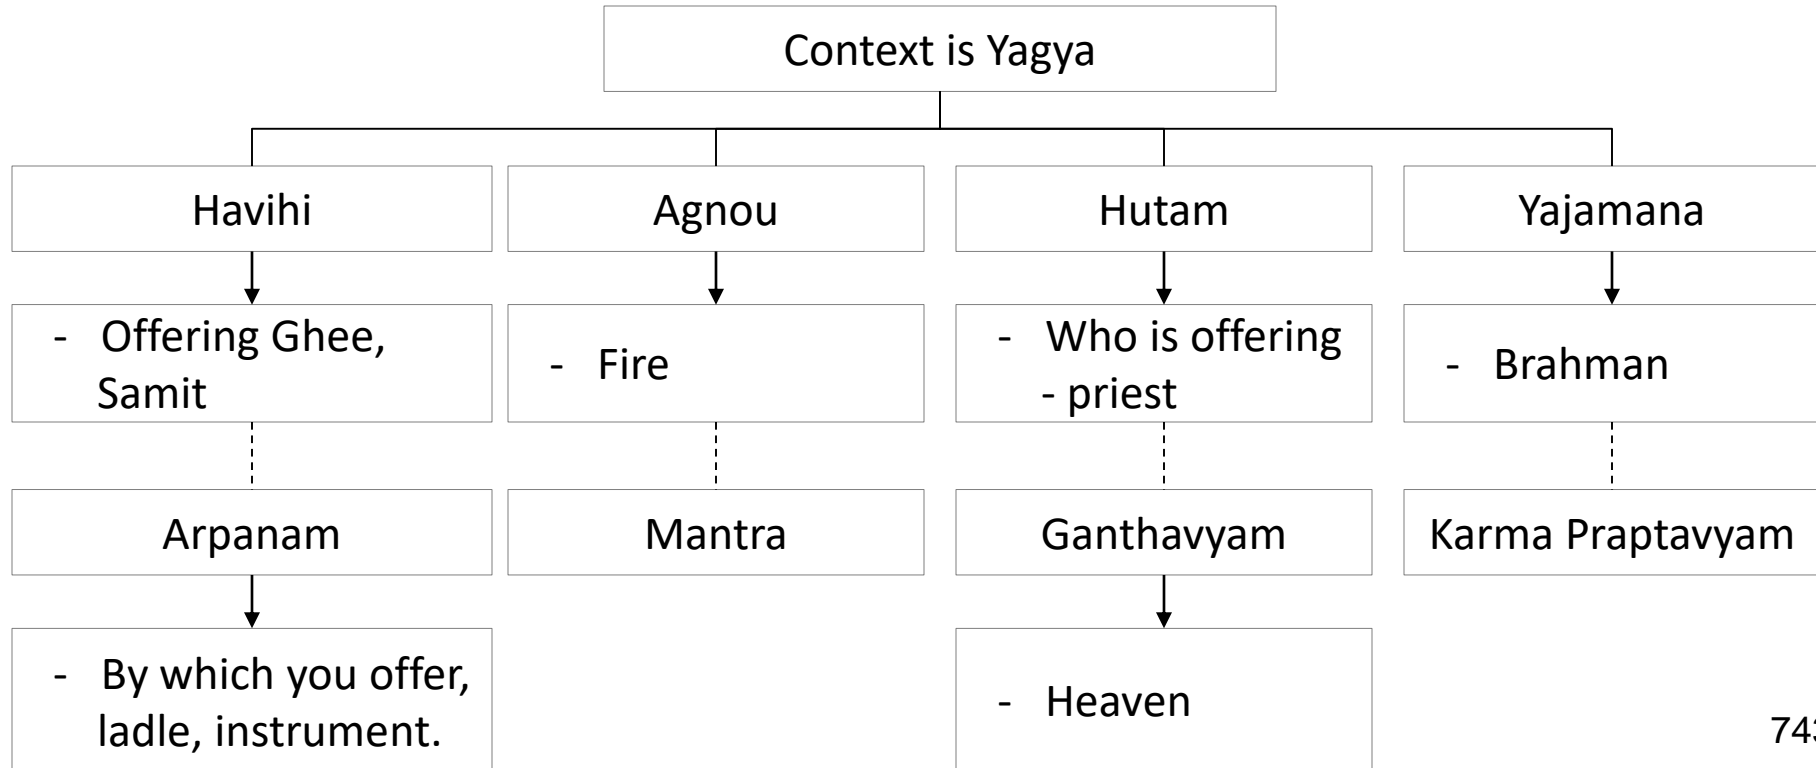 Context is Yagya
Havihi
Agnou
Hutam
Yajamana
- Offering Ghee,
Samit
- Fire
- Who is offering
- priest
- Brahman
Arpanam
Mantra
Ganthavyam
Karma Praptavyam
- By which you offer,
ladle, instrument.
- Heaven